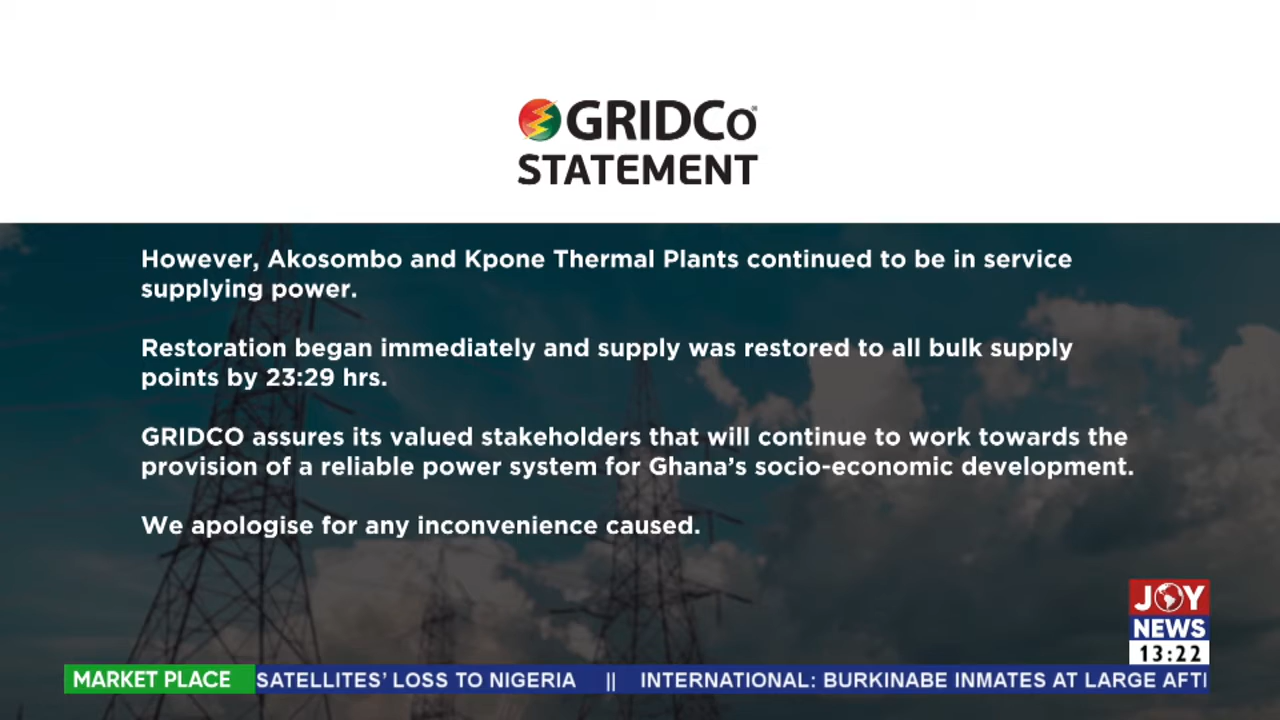 GRIDCo
STATEMENT
However, Akosombo and Kpone Thermal Plants continued to be in service
supplying power.
Restoration began immediately and supply was restored to all bulk supply
points by 23:29 hrs.
GRIDCO assures its valued stakeholders that will continue to work towards the
provision of a reliable power system for Ghana's socio-economic development.
We apologise for any inconvenience caused.
JOY
NEWS
13:22
MARKET PLACE SATELLITES' LOSS TO NIGERIA || INTERNATIONAL: BURKINABE INMATES AT LARGE AFT